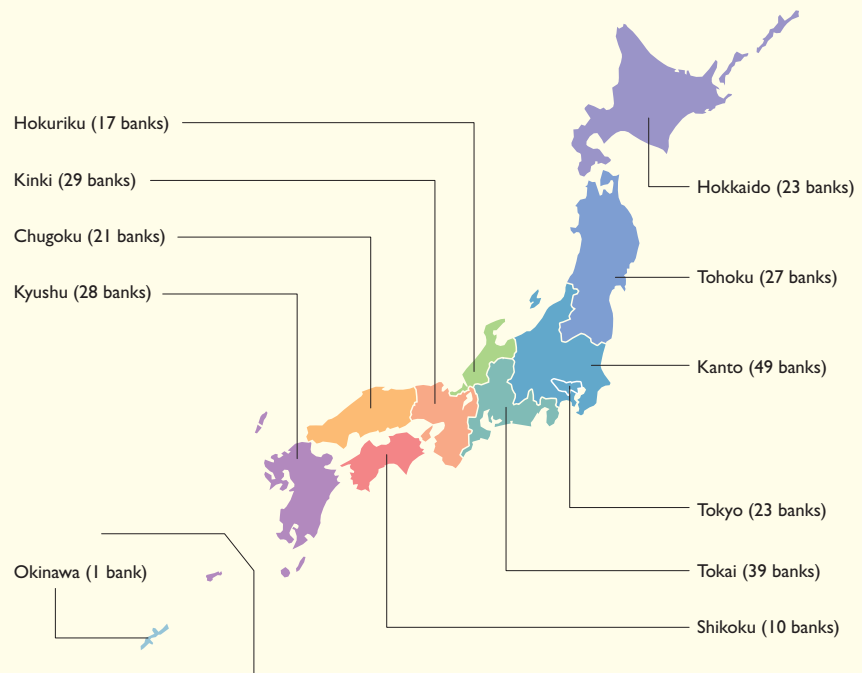 Hokuriku (17 banks)
Kinki (29 banks)
Chugoku (21 banks)
Kyushu (28 banks)
Okinawa (1 bank)
Hokkaido (23 banks)
Tohoku (27 banks)
Kanto (49 banks)
Tokyo (23 banks)
Tokai (39 banks)
Shikoku (10 banks)